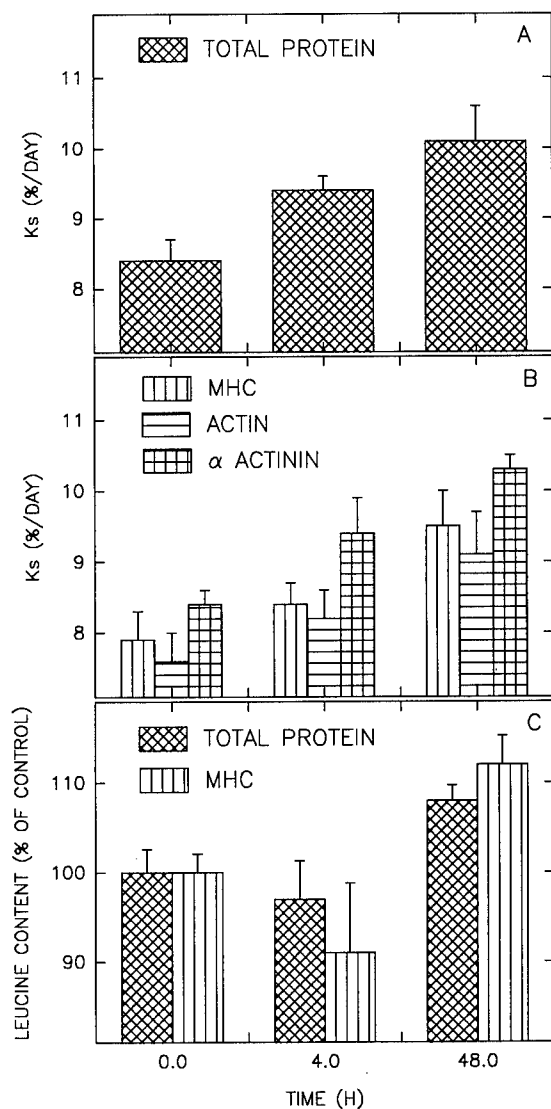 A
TOTAL PROTEIN
11
10
9
8
Ks (%/DAY)
B
MHC
ACTIN
α ACTININ
11
10
9
8
Ks (%/DAY)
C
TOTAL PROTEIN
MHC
110
100
90
LEUCINE CONTENT (% OF CONTROL)
0.0 4.0 48.0
TIME (H)